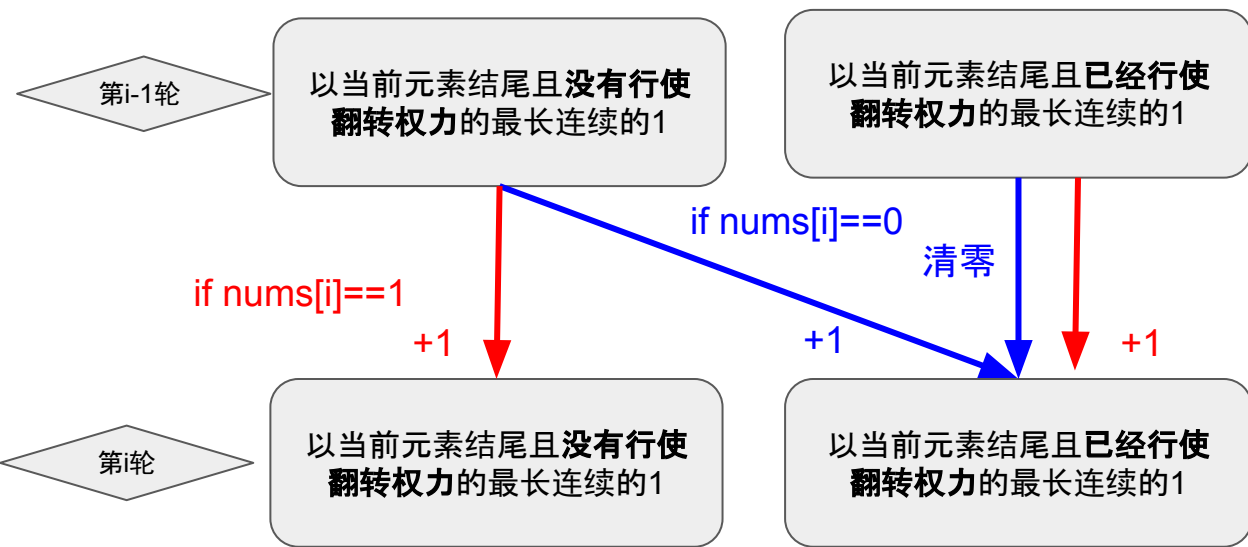 第i-1轮
以当前元素结尾且没有行使
翻转权力的最长连续的1
以当前元素结尾且已经行使
翻转权力的最长连续的1
if nums[i]==0
清零
if nums[i]==1
+1
+1
+1
第i轮
以当前元素结尾且没有行使
翻转权力的最长连续的1
以当前元素结尾且已经行使
翻转权力的最长连续的1